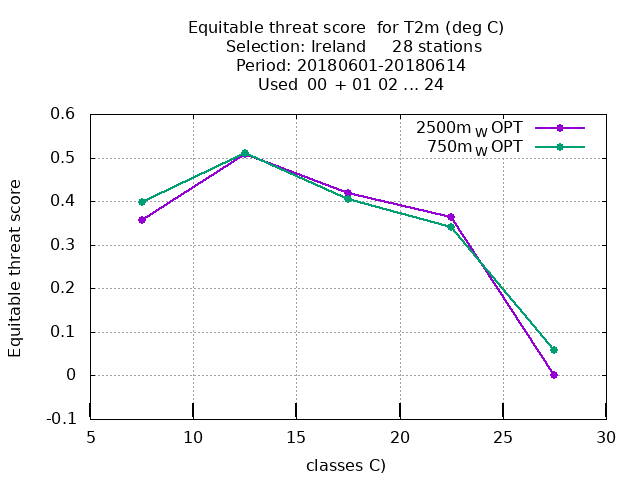 Equitable threat score  for T2m (deg C)
Selection: Ireland     28 stations
Period: 20180601-20180614
Used  00  + 01 02 ... 24
0.6
0.5
0.4
0.3
0.2
0.1
0
-0.1
Equitable threat score
2500m_W OPT
750m_W OPT
5 10 15 20 25 30
classes C)